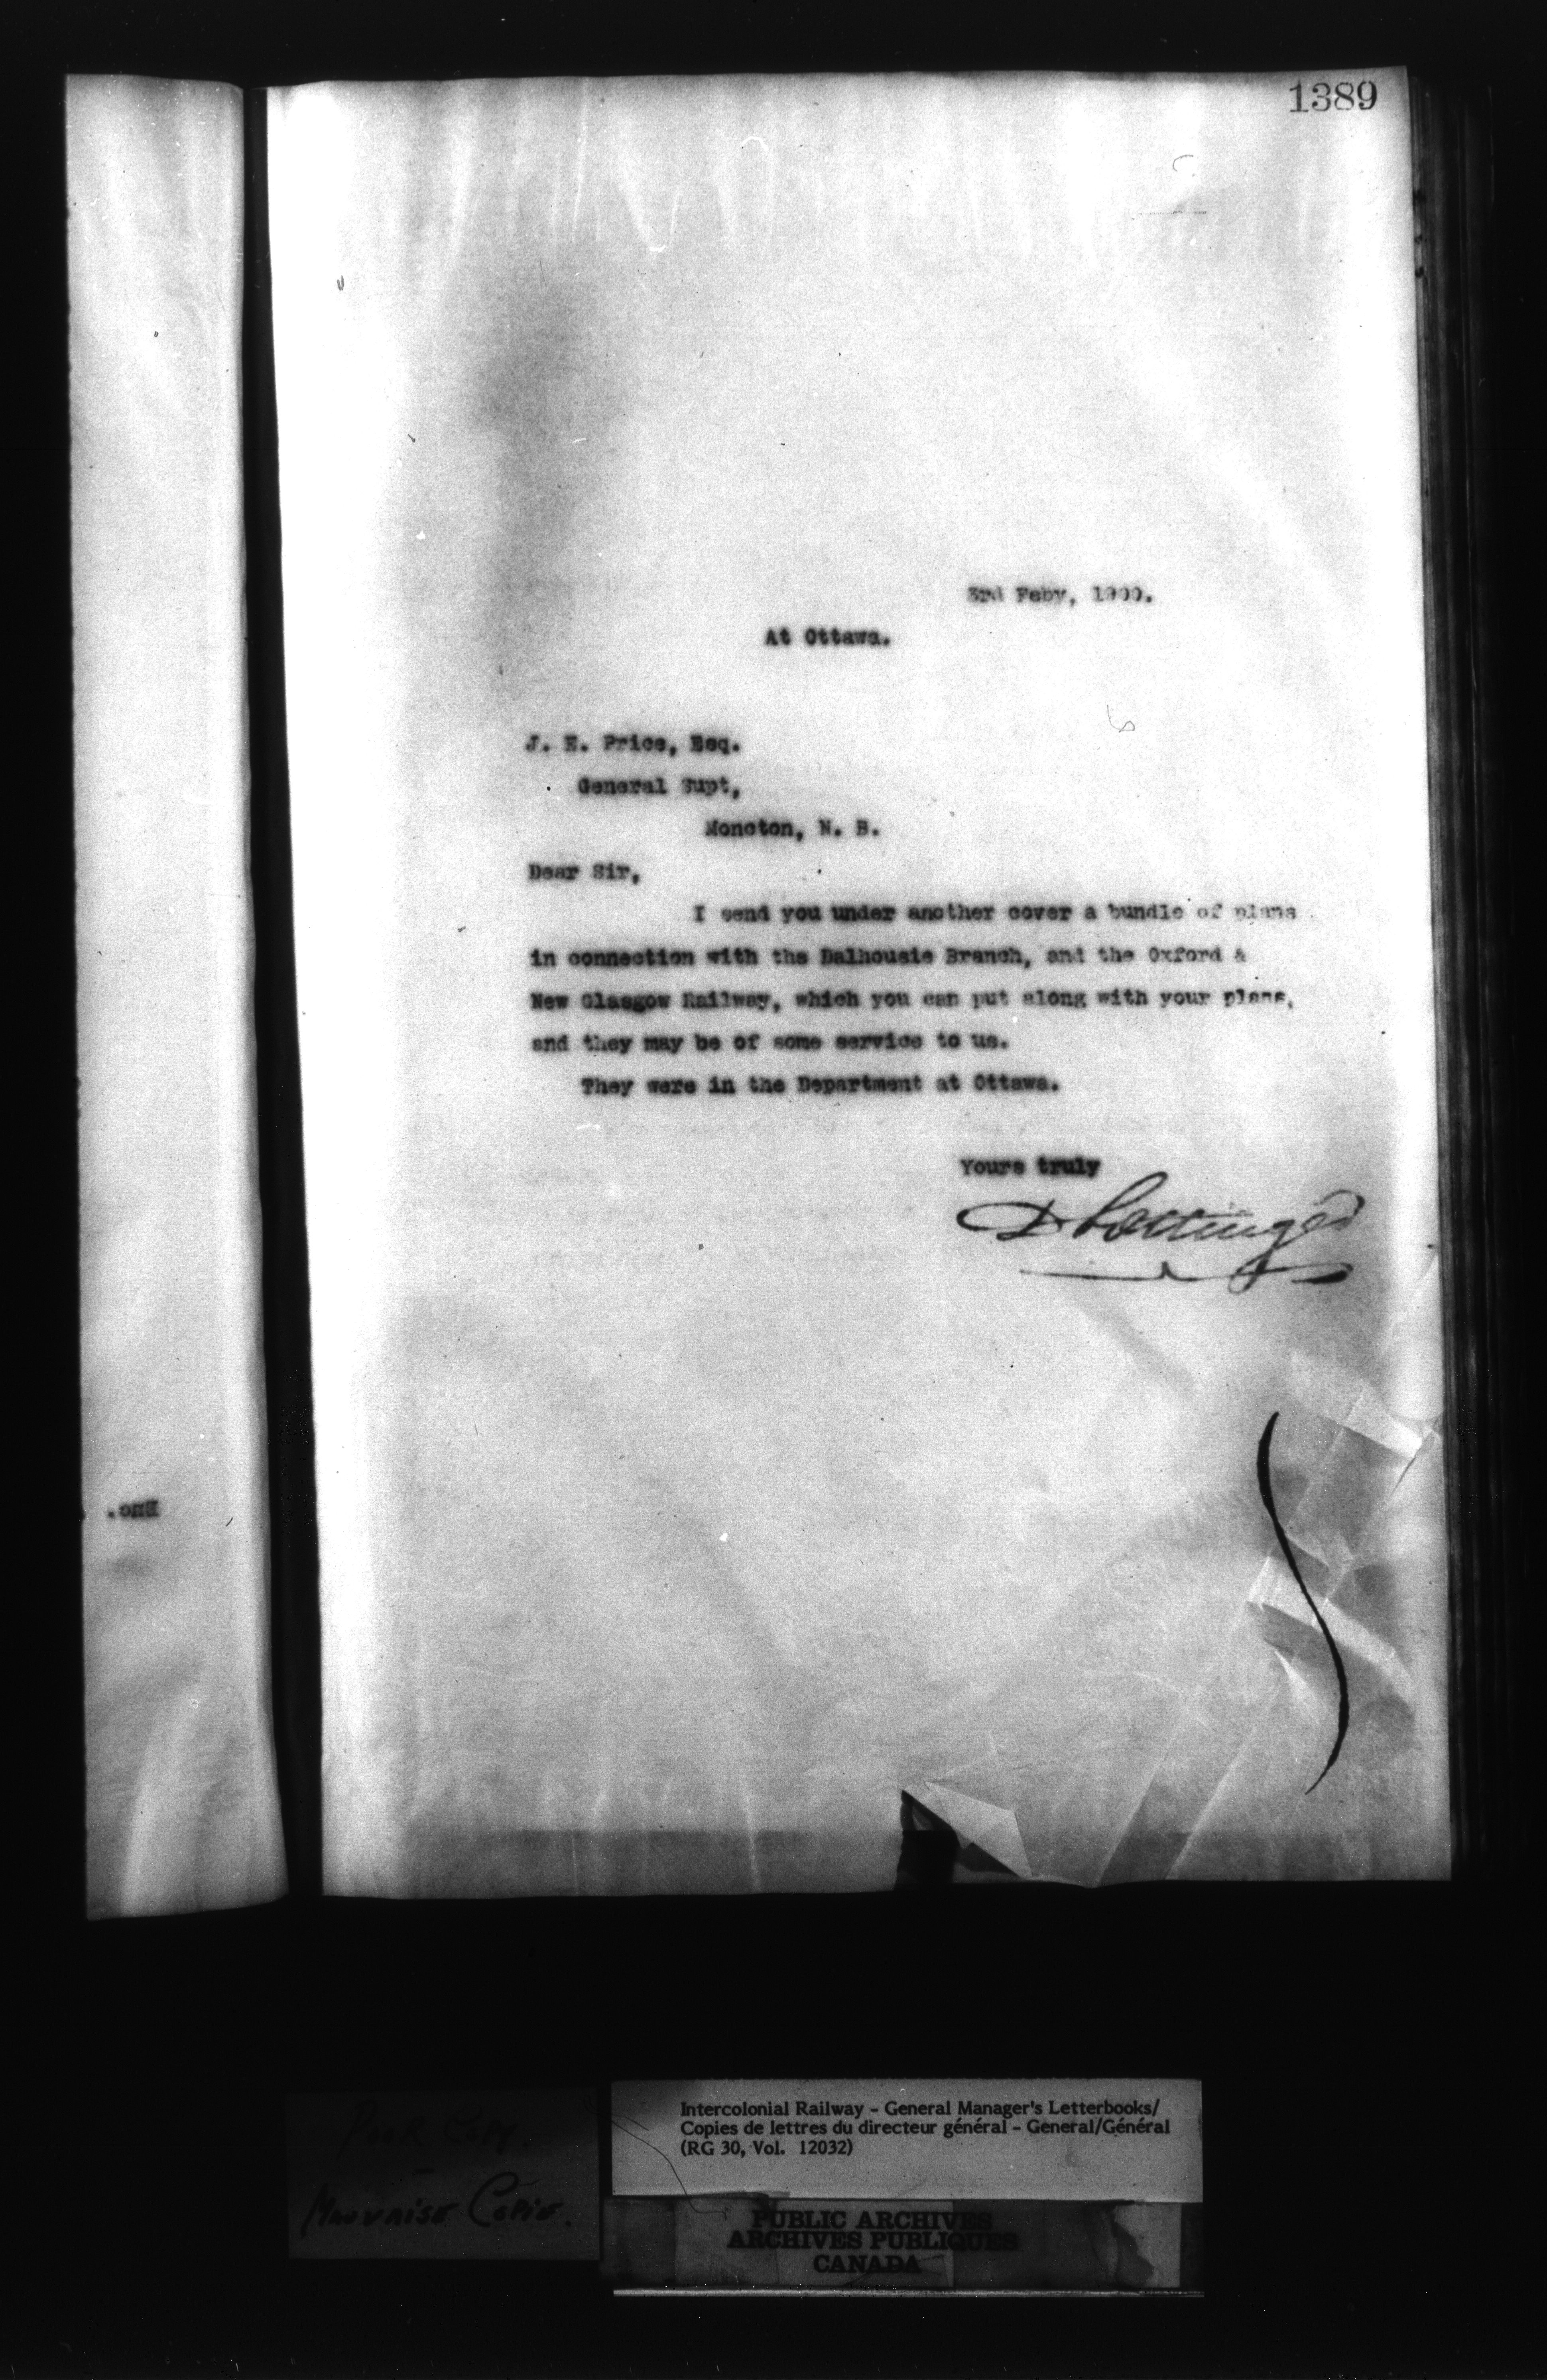 1389
3rd Feby, 1900.
At Ottawa.
J. E. Price, Esq.
General Supt,
Moncton, N. B.
Dear Sir,
I send you under another cover a bundle of plans
in connection with the Dalhousie Branch, and the Oxford &
New Glasgow Railway, which you can put along with your plans,
and they may be of some service to us.
They were in the Department at Ottawa.
Yours truly
D Pottinger
Enc.
Poor Copy.
Mauvaise Copie.
Intercolonial Railway - General Manager's Letterbooks/
Copies de lettres du directeur général - General/Général
(RG 30, Vol. 12032)
PUBLIC ARCHIVES
ARCHIVES PUBLIQUES
CANADA